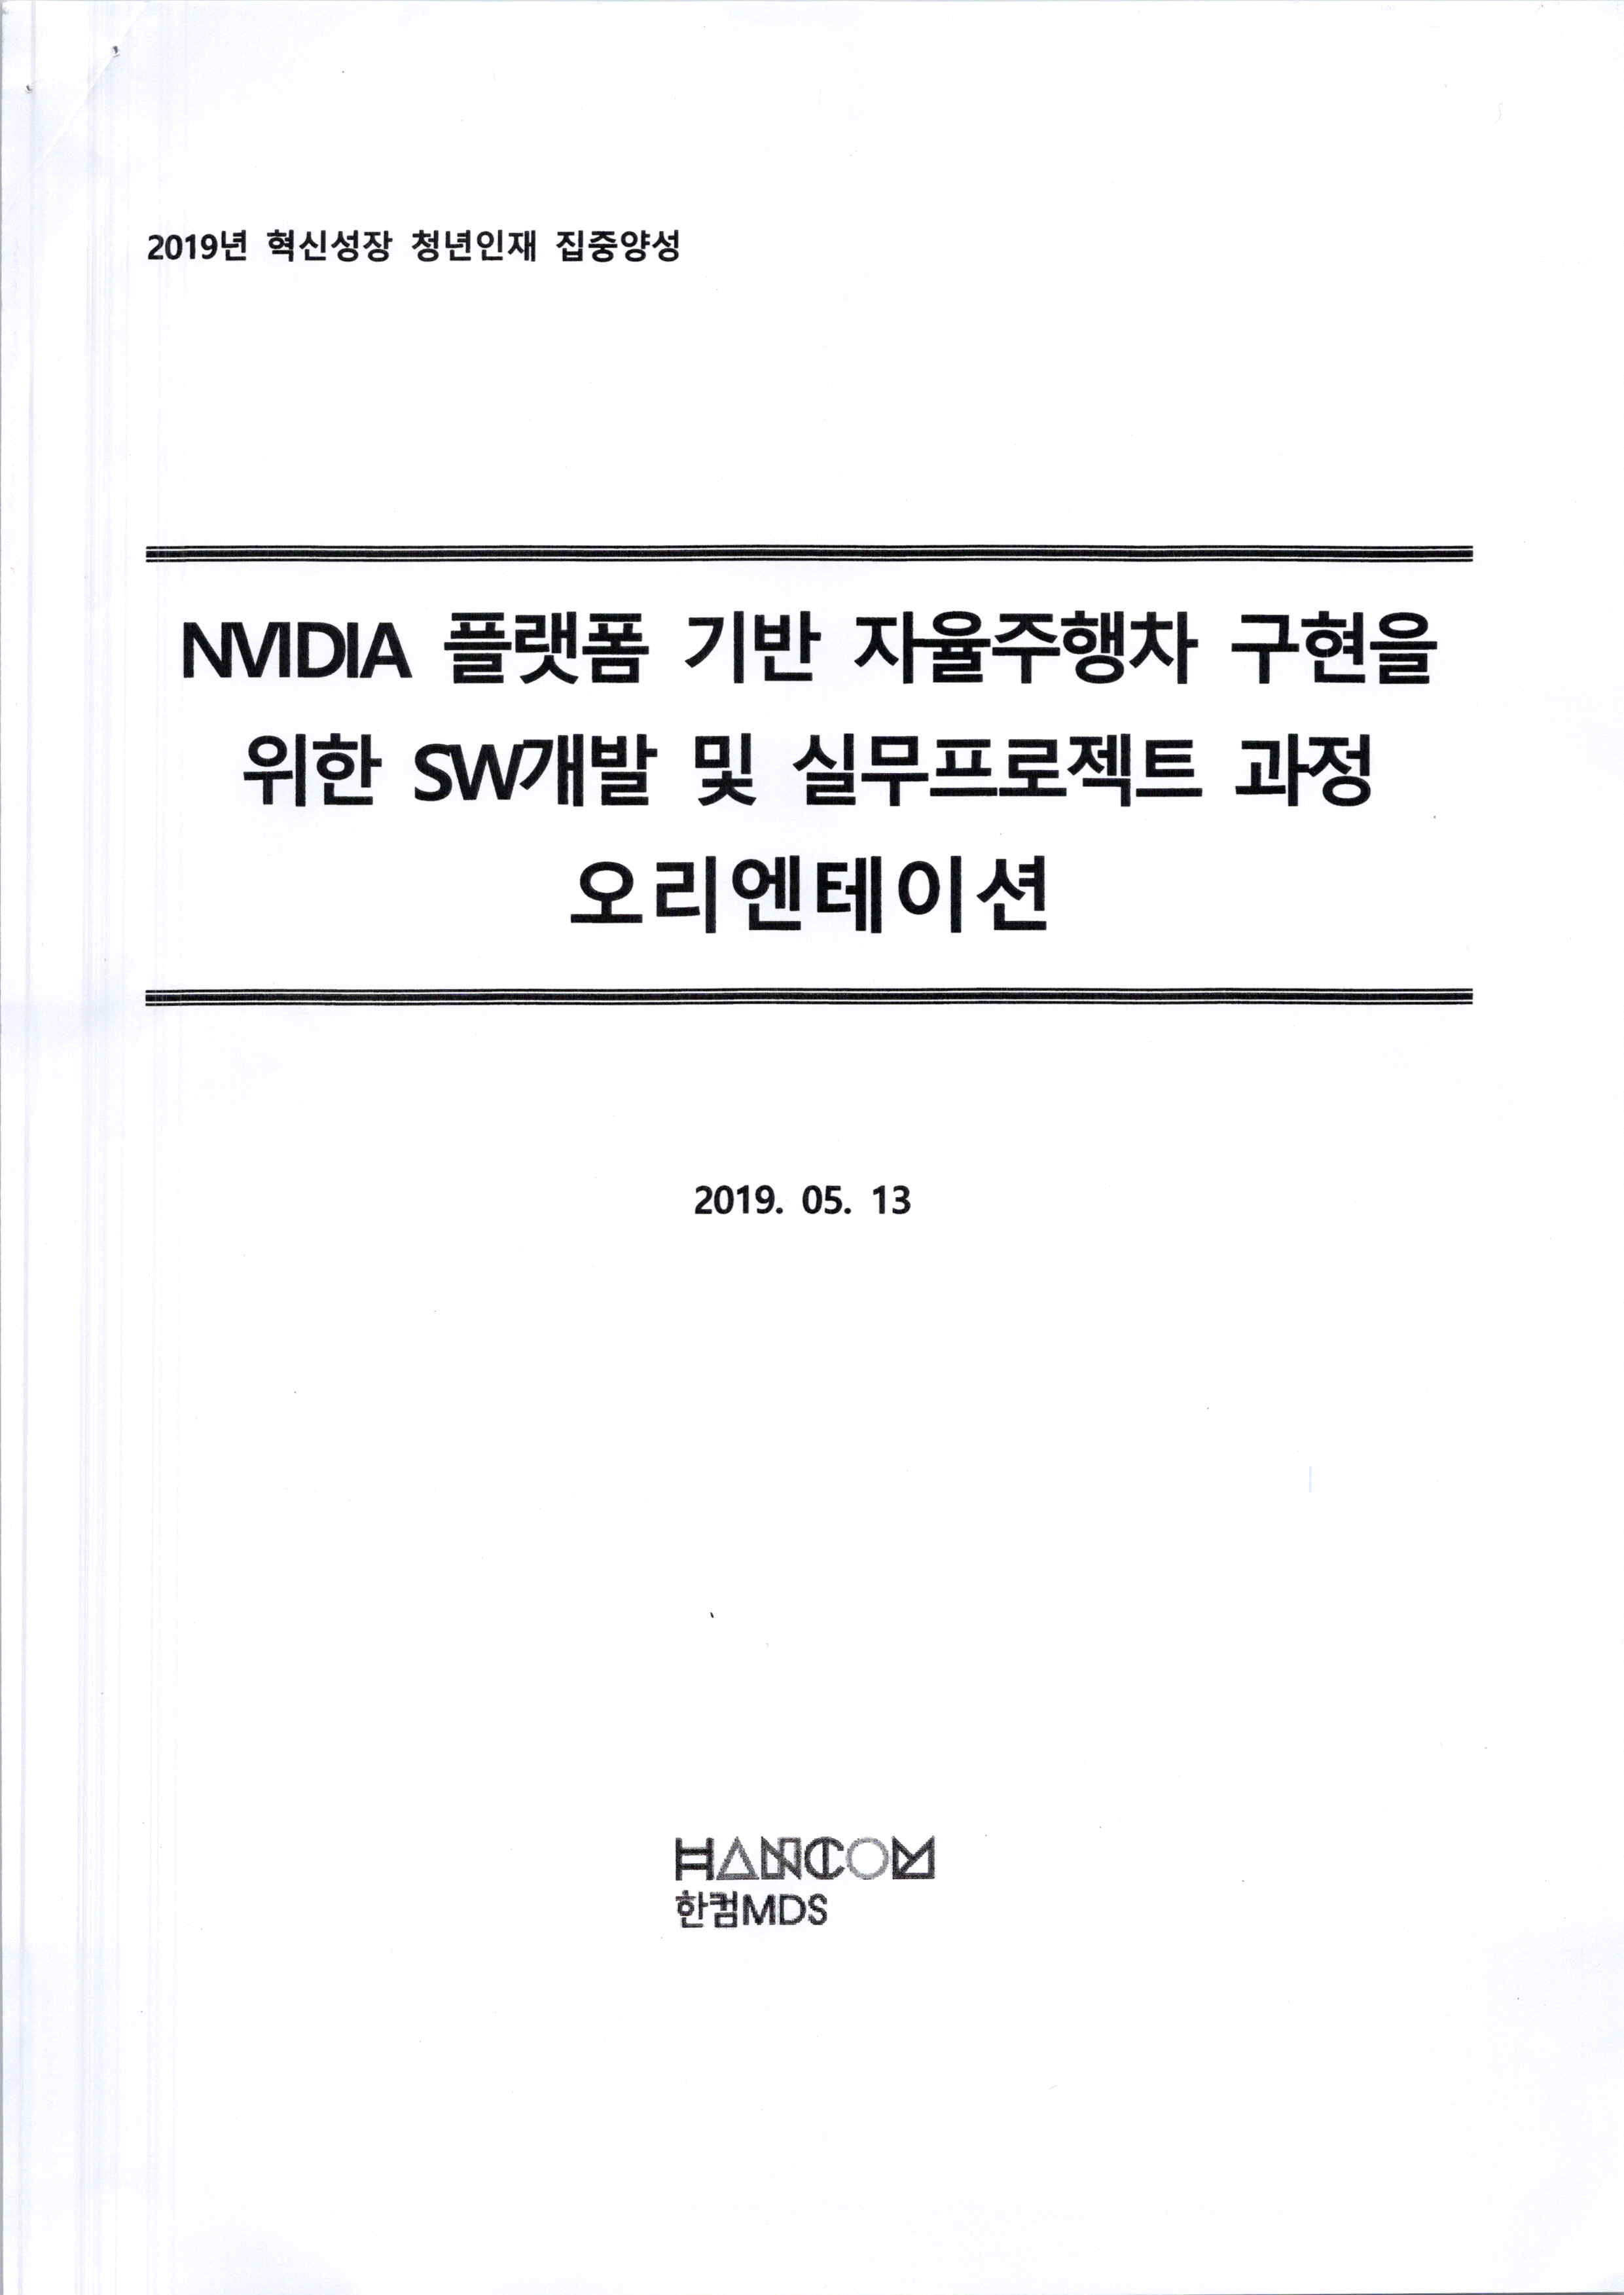 2019년 혁신성장 청년인재 집중양성
NVIDIA 플랫폼 기반 자율주행차 구현을
위한 SW개발 및 실무프로젝트 과정
오리엔테이션
2019. 05. 13
HANCOM
한컴MDS